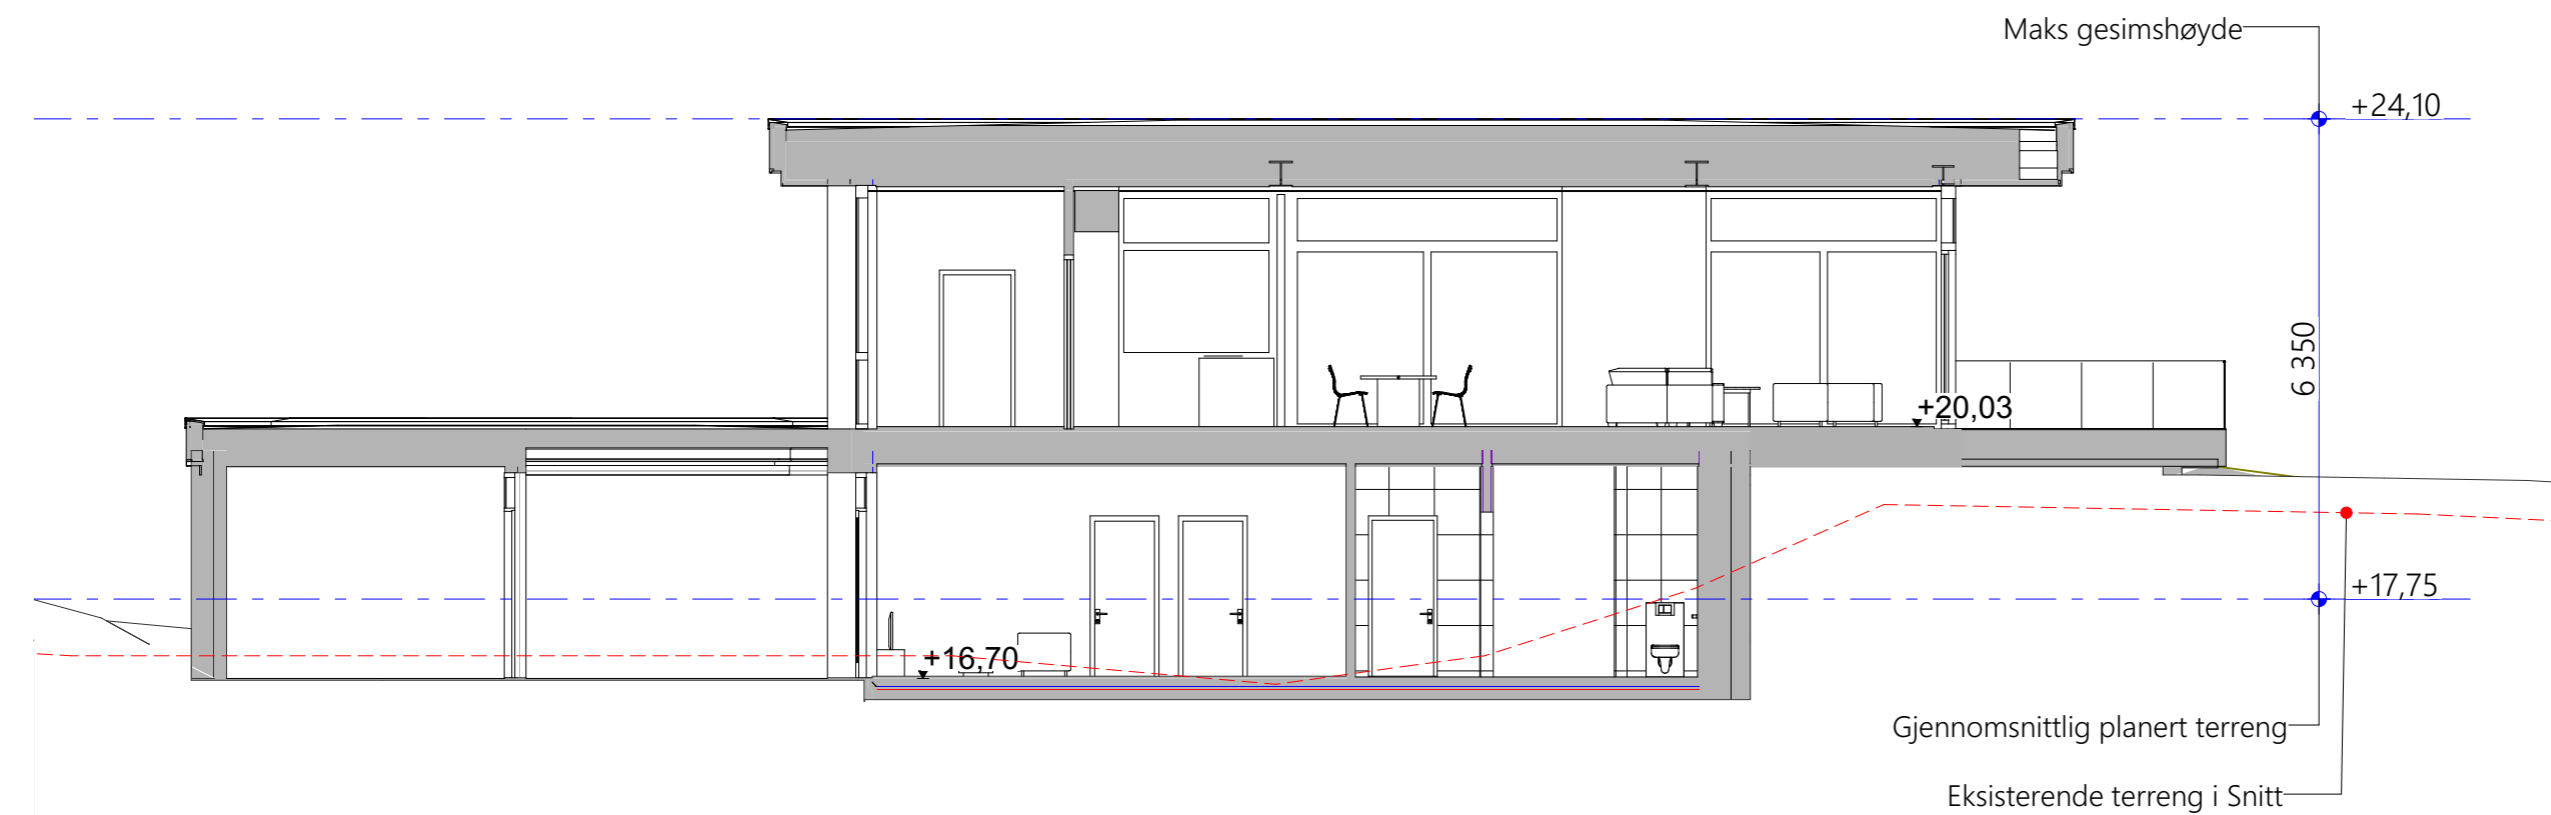 Maks gesimshøyde
+24,10
6 350
+20,03
+17,75
+16,70
Gjennomsnittlig planert terreng
Eksisterende terreng i Snitt